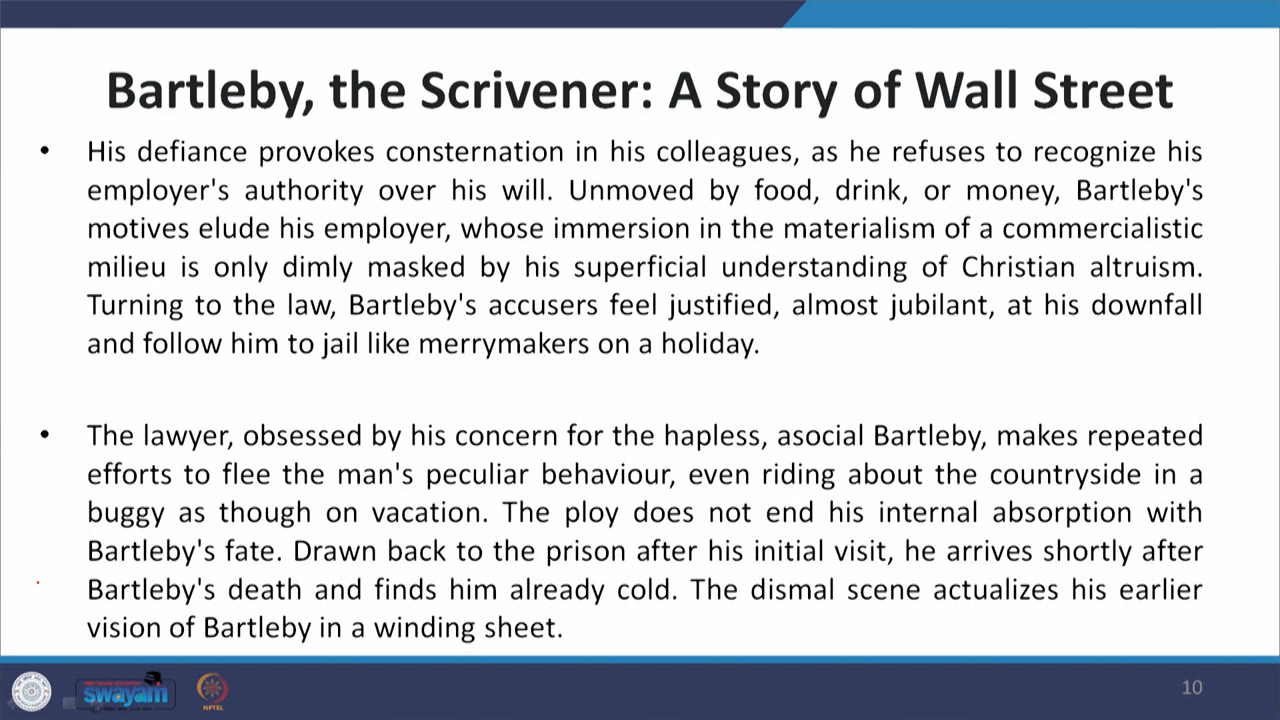 Bartleby, the Scrivener: A Story of Wall Street
• His defiance provokes consternation in his colleagues, as he refuses to recognize his
employer's authority over his will. Unmoved by food, drink, or money, Bartleby's
motives elude his employer, whose immersion in the materialism of a commercialistic
milieu is only dimly masked by his superficial understanding of Christian altruism.
Turning to the law, Bartleby's accusers feel justified, almost jubilant, at his downfall
and follow him to jail like merrymakers on a holiday.
• The lawyer, obsessed by his concern for the hapless, asocial Bartleby, makes repeated
efforts to flee the man's peculiar behaviour, even riding about the countryside in a
buggy as though on vacation. The ploy does not end his internal absorption with
Bartleby's fate. Drawn back to the prison after his initial visit, he arrives shortly after
Bartleby's death and finds him already cold. The dismal scene actualizes his earlier
vision of Bartleby in a winding sheet.
swayam
NPTEL
10